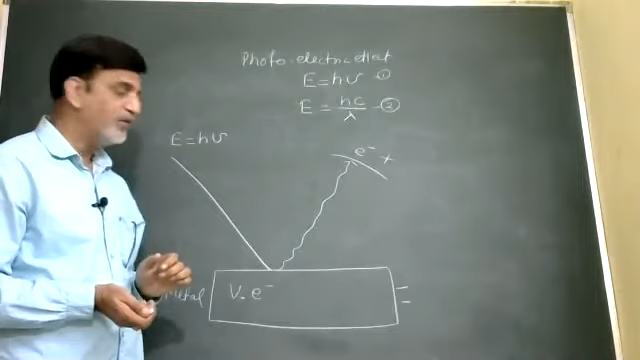 Photo-electric effect
E=hυ -①
E = hc/λ -②
E=hυ
e⁻
Metal
V. e⁻